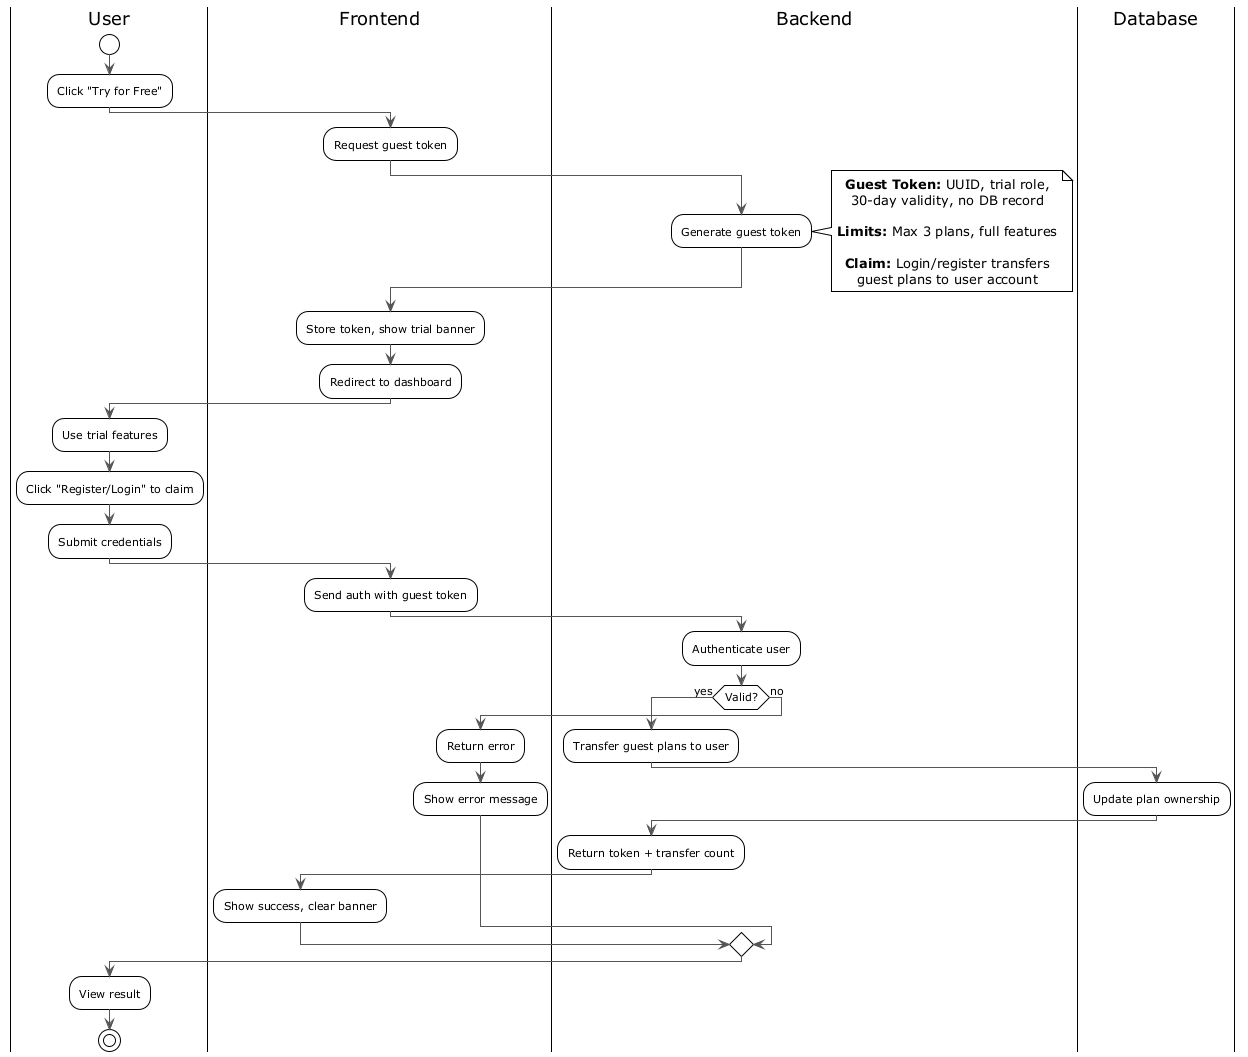 User
Frontend
Backend
Database
Click "Try for Free"
Request guest token
Generate guest token
Guest Token: UUID, trial role,
30-day validity, no DB record
Limits: Max 3 plans, full features
Claim: Login/register transfers
guest plans to user account
Store token, show trial banner
Redirect to dashboard
Use trial features
Click "Register/Login" to claim
Submit credentials
Send auth with guest token
Authenticate user
yes
Valid?
no
Return error
Transfer guest plans to user
Show error message
Update plan ownership
Return token + transfer count
Show success, clear banner
View result